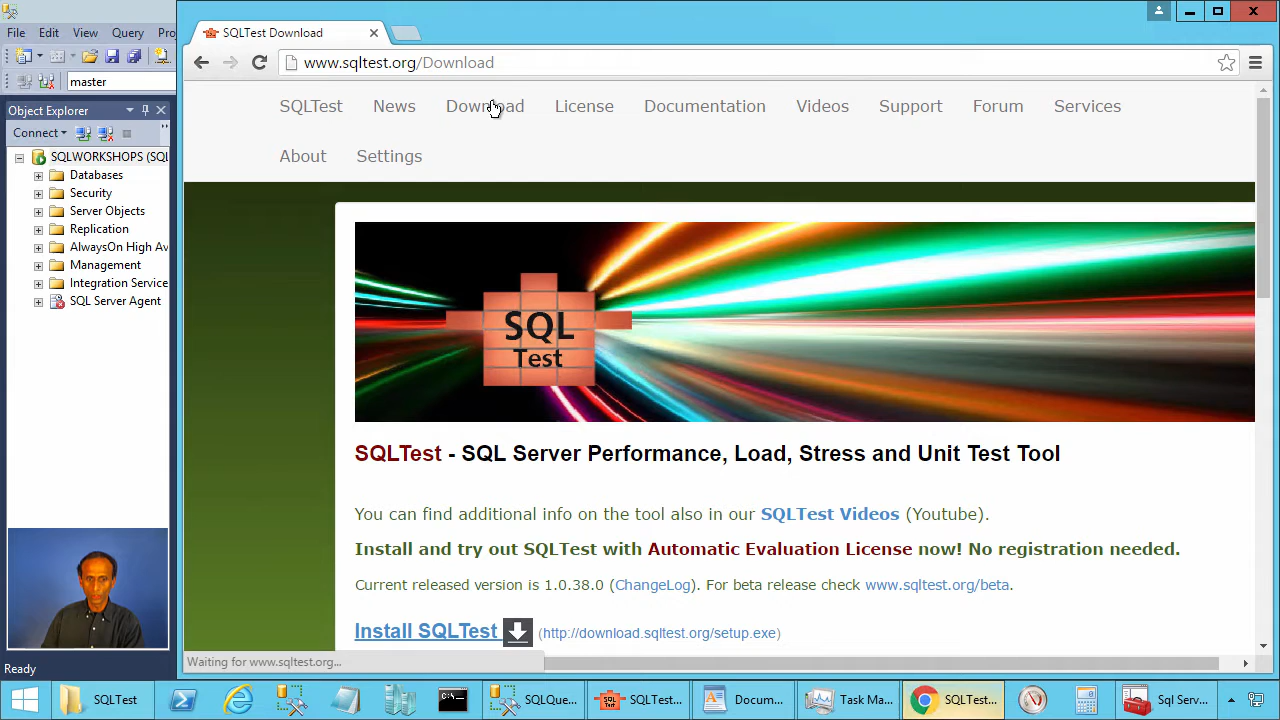 SQLTest Download
File Edit View Query Pro
www.sqltest.org/Download
master
Object Explorer
Connect
SQLTest News Download License Documentation Videos Support Forum Services
About Settings
SQLWORKSHOPS (SQL
Databases
Security
Server Objects
Replication
AlwaysOn High Av
Management
Integration Service
SQL Server Agent
SQL
Test
SQLTest - SQL Server Performance, Load, Stress and Unit Test Tool
You can find additional info on the tool also in our SQLTest Videos (Youtube).
Install and try out SQLTest with Automatic Evaluation License now! No registration needed.
Current released version is 1.0.38.0 (ChangeLog). For beta release check www.sqltest.org/beta.
Install SQLTest (http://download.sqltest.org/setup.exe)
Waiting for www.sqltest.org...
Ready
SQLTest SQLQue... SQLTest... Docum... Task Ma... SQLTest... Sql Serv...